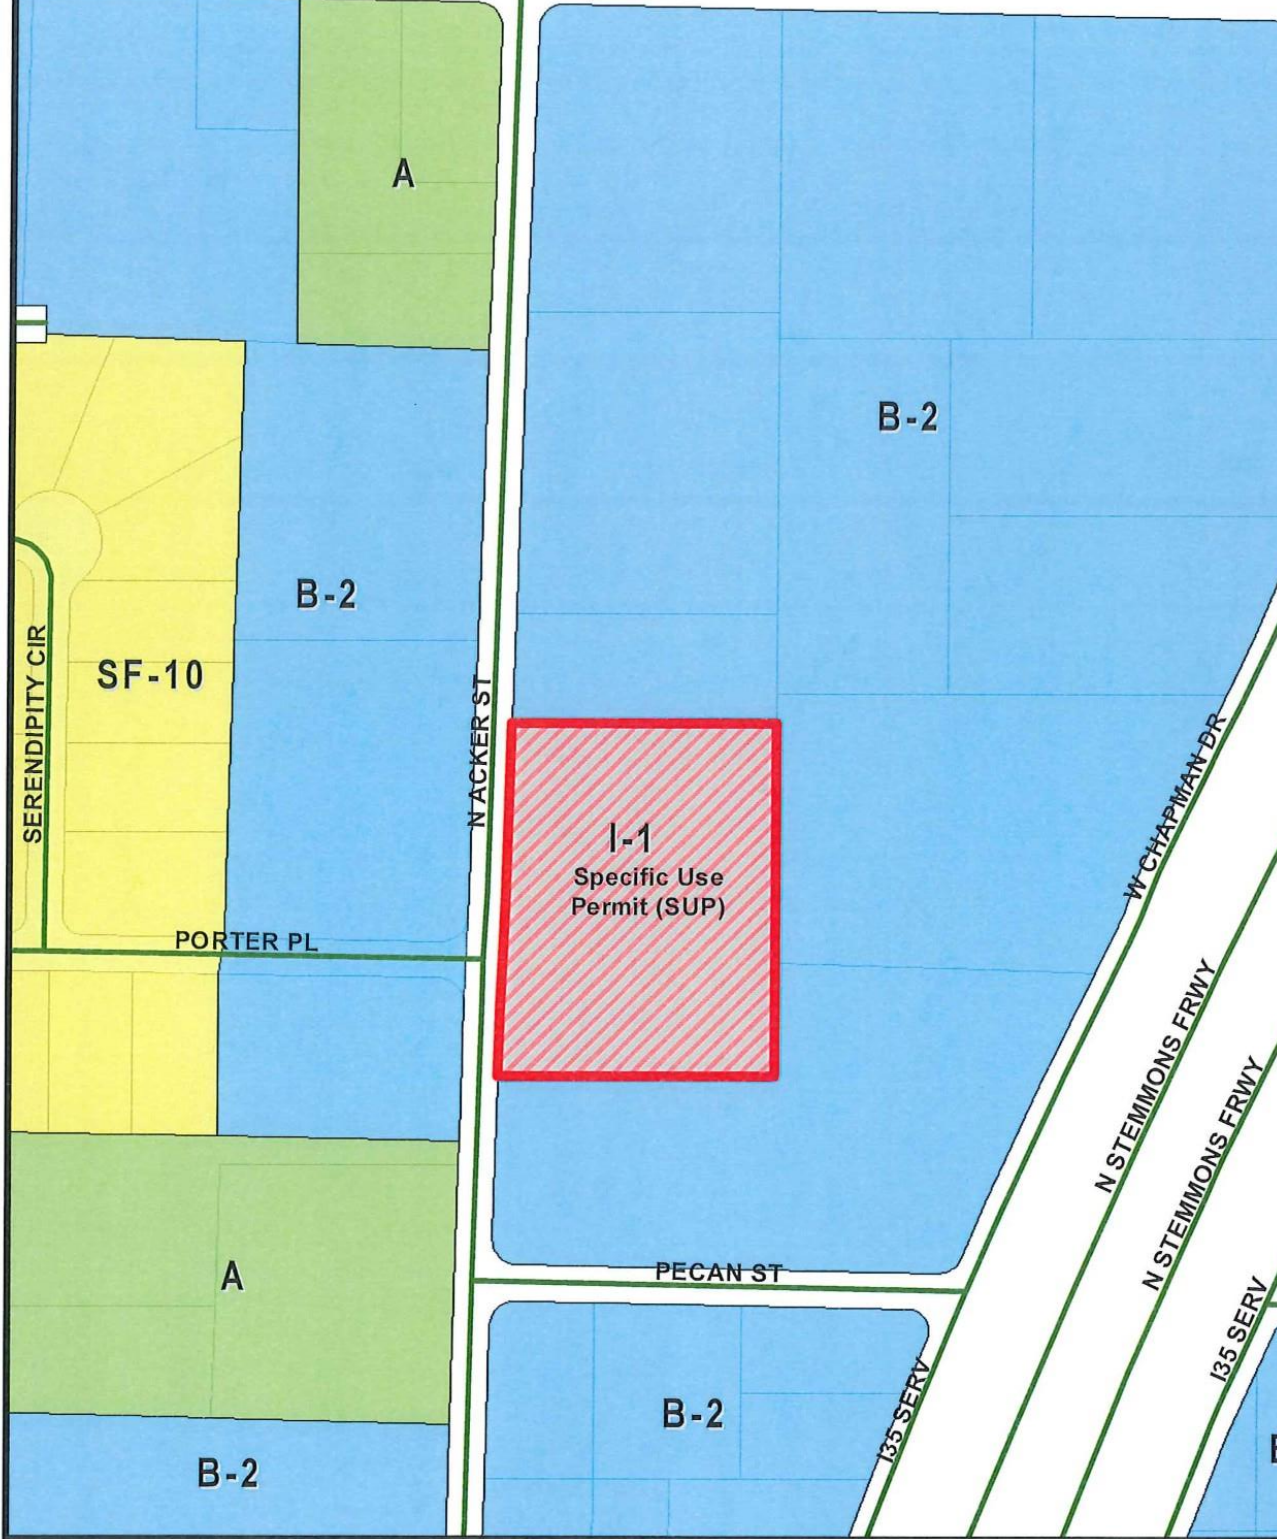 A
B-2
B-2
SF-10
SERENDIPITY CIR
N ACKER ST
W CHAPMAN DR
I-1
Specific Use
Permit (SUP)
PORTER PL
N STEMMONS FRWY
N STEMMONS FRWY
A
PECAN ST
I35 SERV
I35 SERV
B-2
B-2